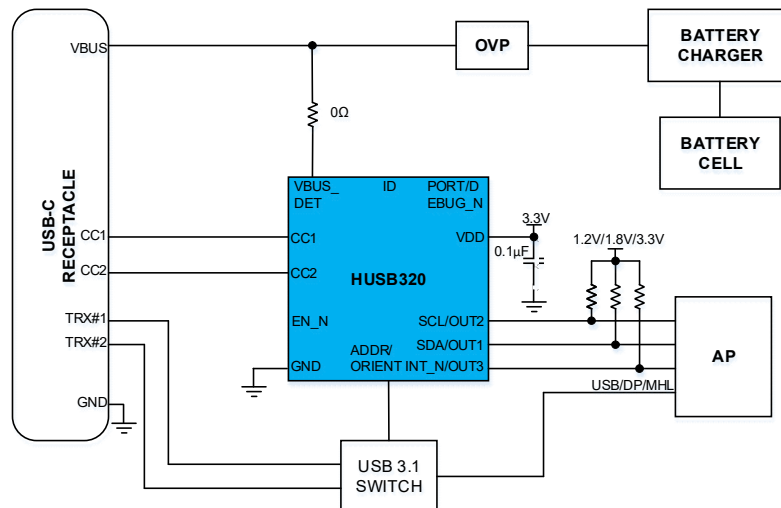 VBUS
OVP
BATTERY
CHARGER
0Ω
BATTERY
CELL
USB-C
RECEPTACLE
VBUS_
DET
ID
PORT/D
EBUG_N
3.3V
CC1
CC1
VDD
0.1µF
1.2V/1.8V/3.3V
CC2
CC2
HUSB320
TRX#1
EN_N
SCL/OUT2
TRX#2
ADDR/
ORIENT
SDA/OUT1
AP
GND
INT_N/OUT3
USB/DP/MHL
GND
USB 3.1
SWITCH